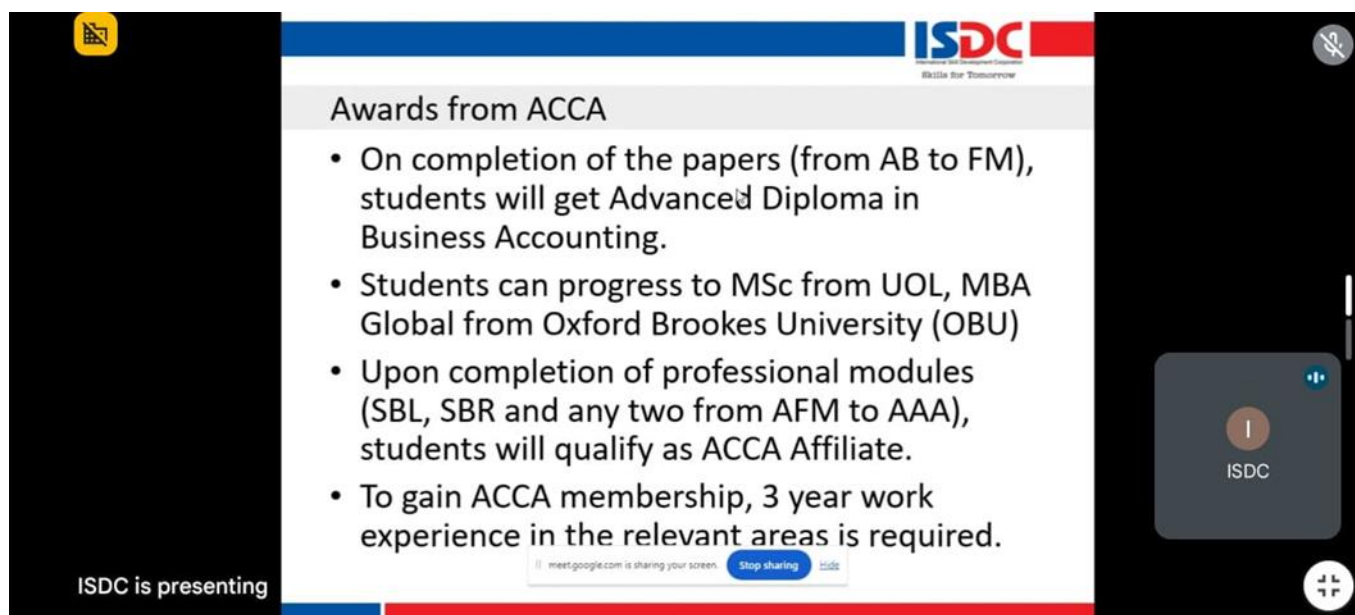 ISDC
International Skill Development Corporation
Skills for Tomorrow
Awards from ACCA
• On completion of the papers (from AB to FM),
students will get Advanced Diploma in
Business Accounting.
• Students can progress to MSc from UOL, MBA
Global from Oxford Brookes University (OBU)
• Upon completion of professional modules
(SBL, SBR and any two from AFM to AAA),
students will qualify as ACCA Affiliate.
• To gain ACCA membership, 3 year work
experience in the relevant areas is required.
meet.google.com is sharing your screen. Stop sharing Hide
I
ISDC
ISDC is presenting